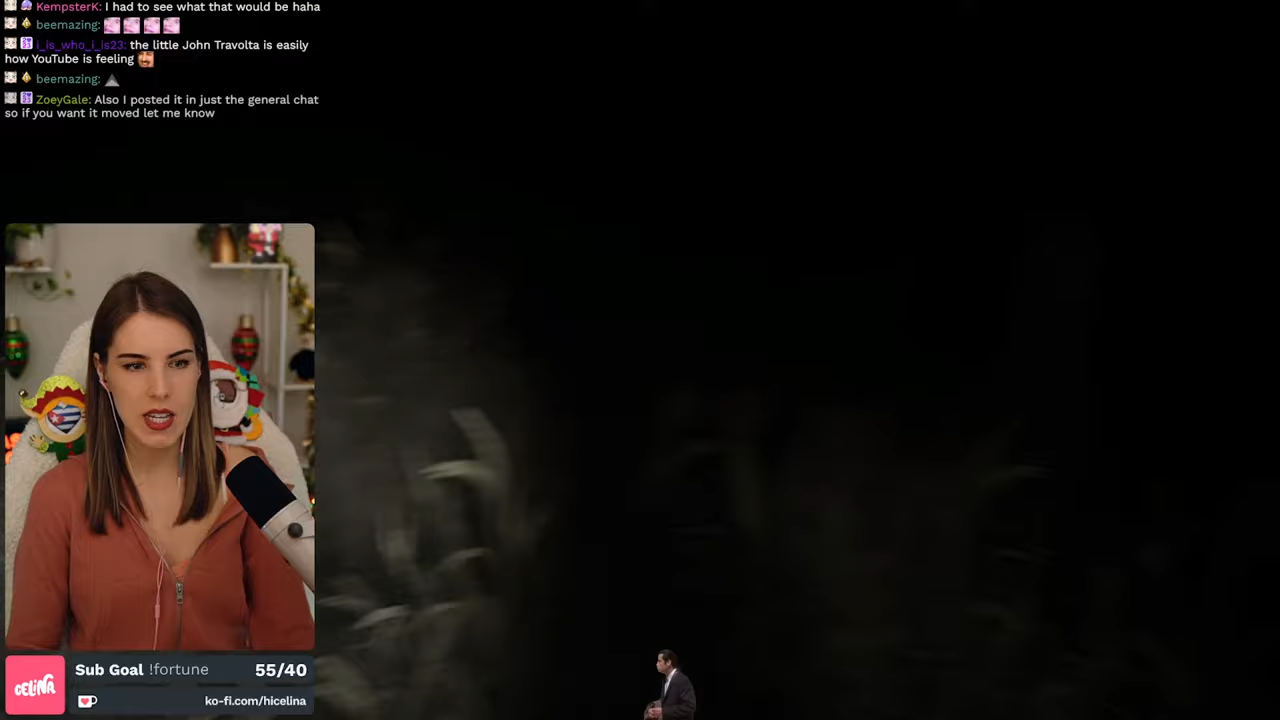 KempsterK: I had to see what that would be haha
beemazing:
i_is_who_i_is23: the little John Travolta is easily
how YouTube is feeling
beemazing:
ZoeyGale: Also I posted it in just the general chat
so if you want it moved let me know
Sub Goal !fortune 55/40
CELINA
ko-fi.com/hicelina